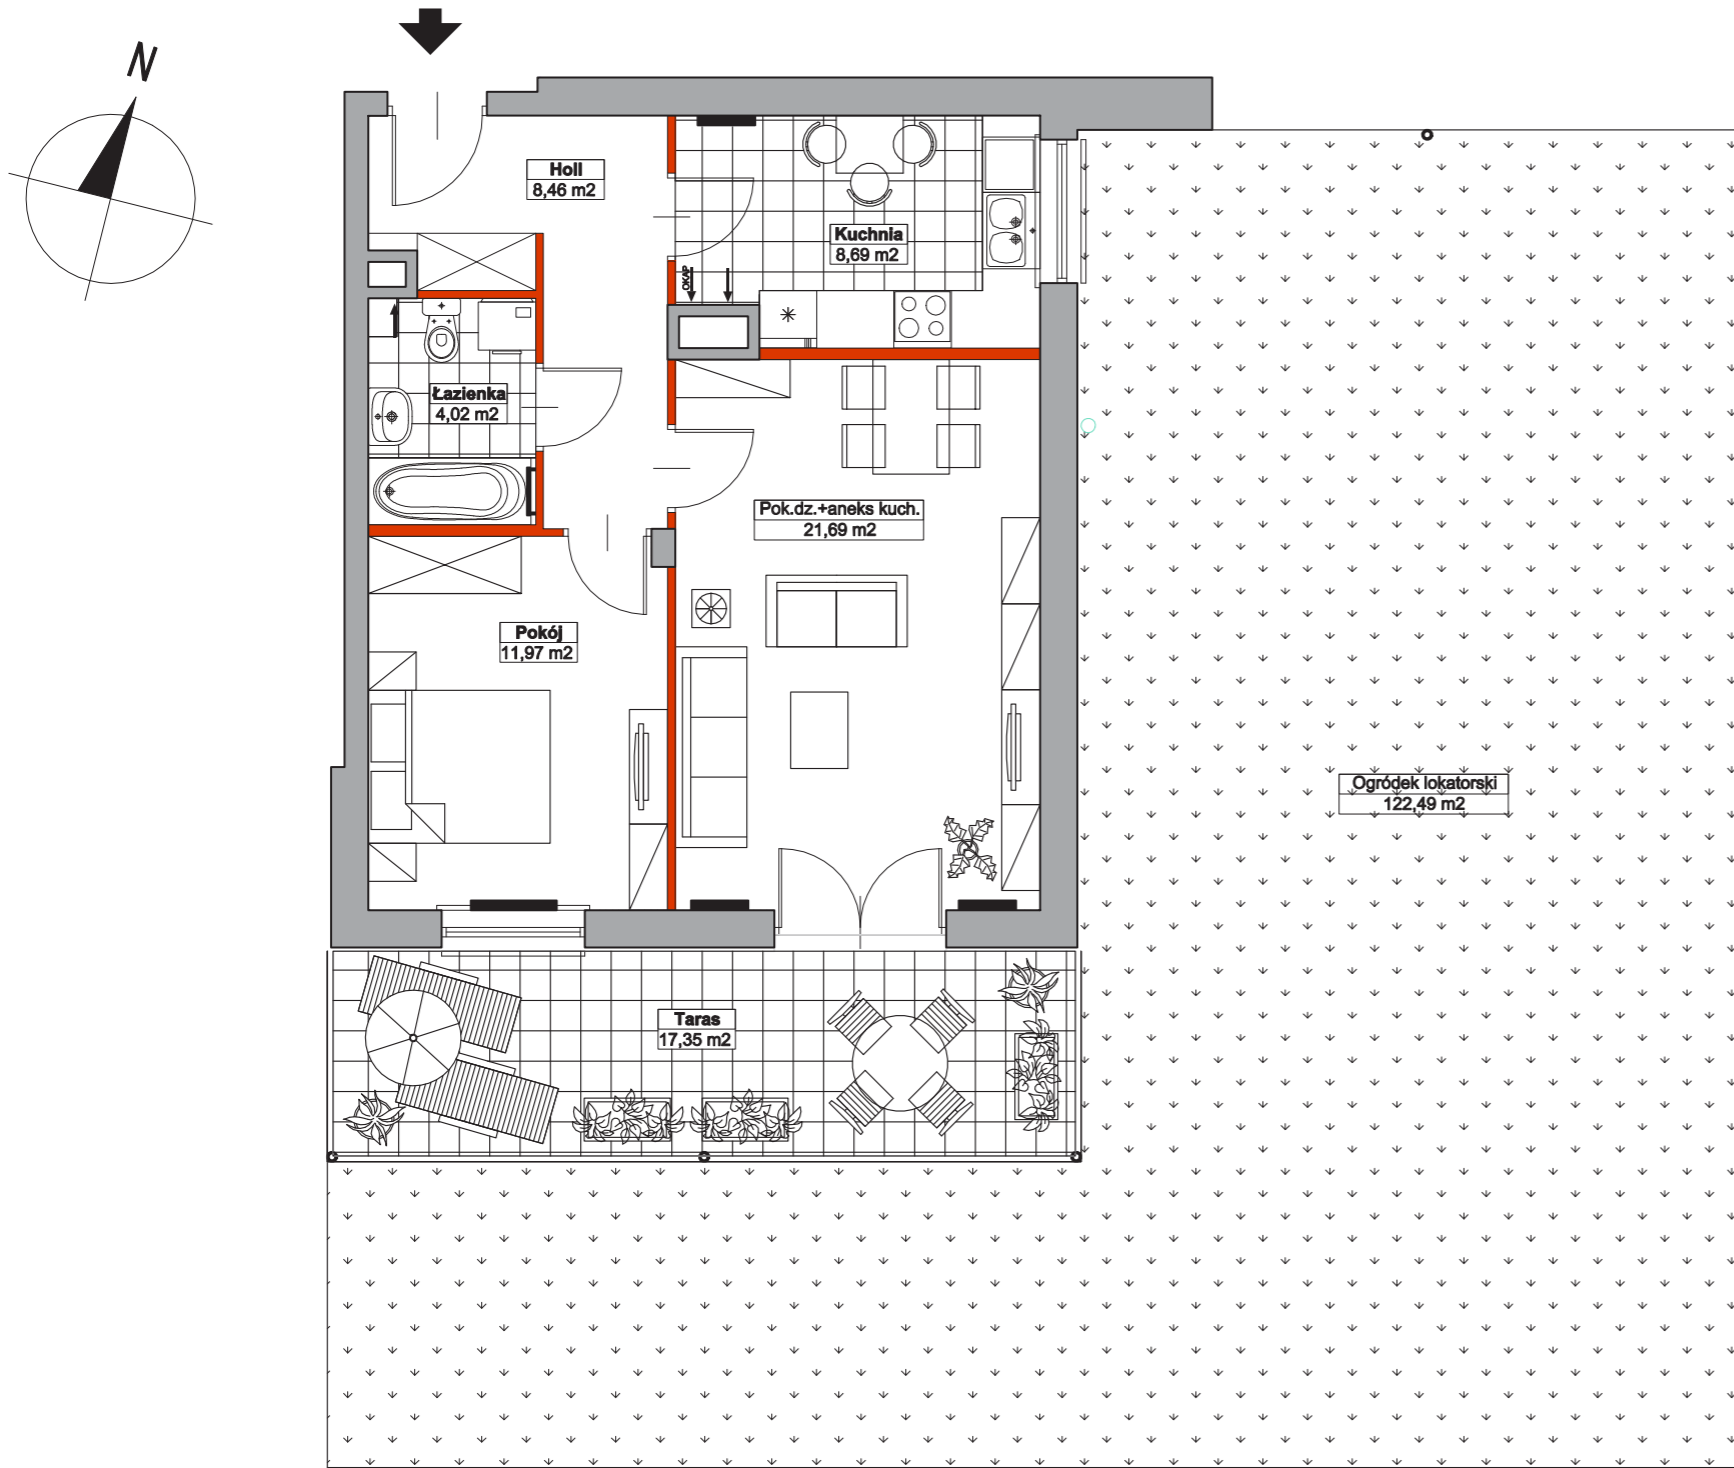 N
Holl
8,46 m2
Kuchnia
8,69 m2
OKAP
Łazienka
4,02 m2
Pok.dz.+aneks kuch.
21,69 m2
Pokój
11,97 m2
Ogródek lokatorski
122,49 m2
Taras
17,35 m2